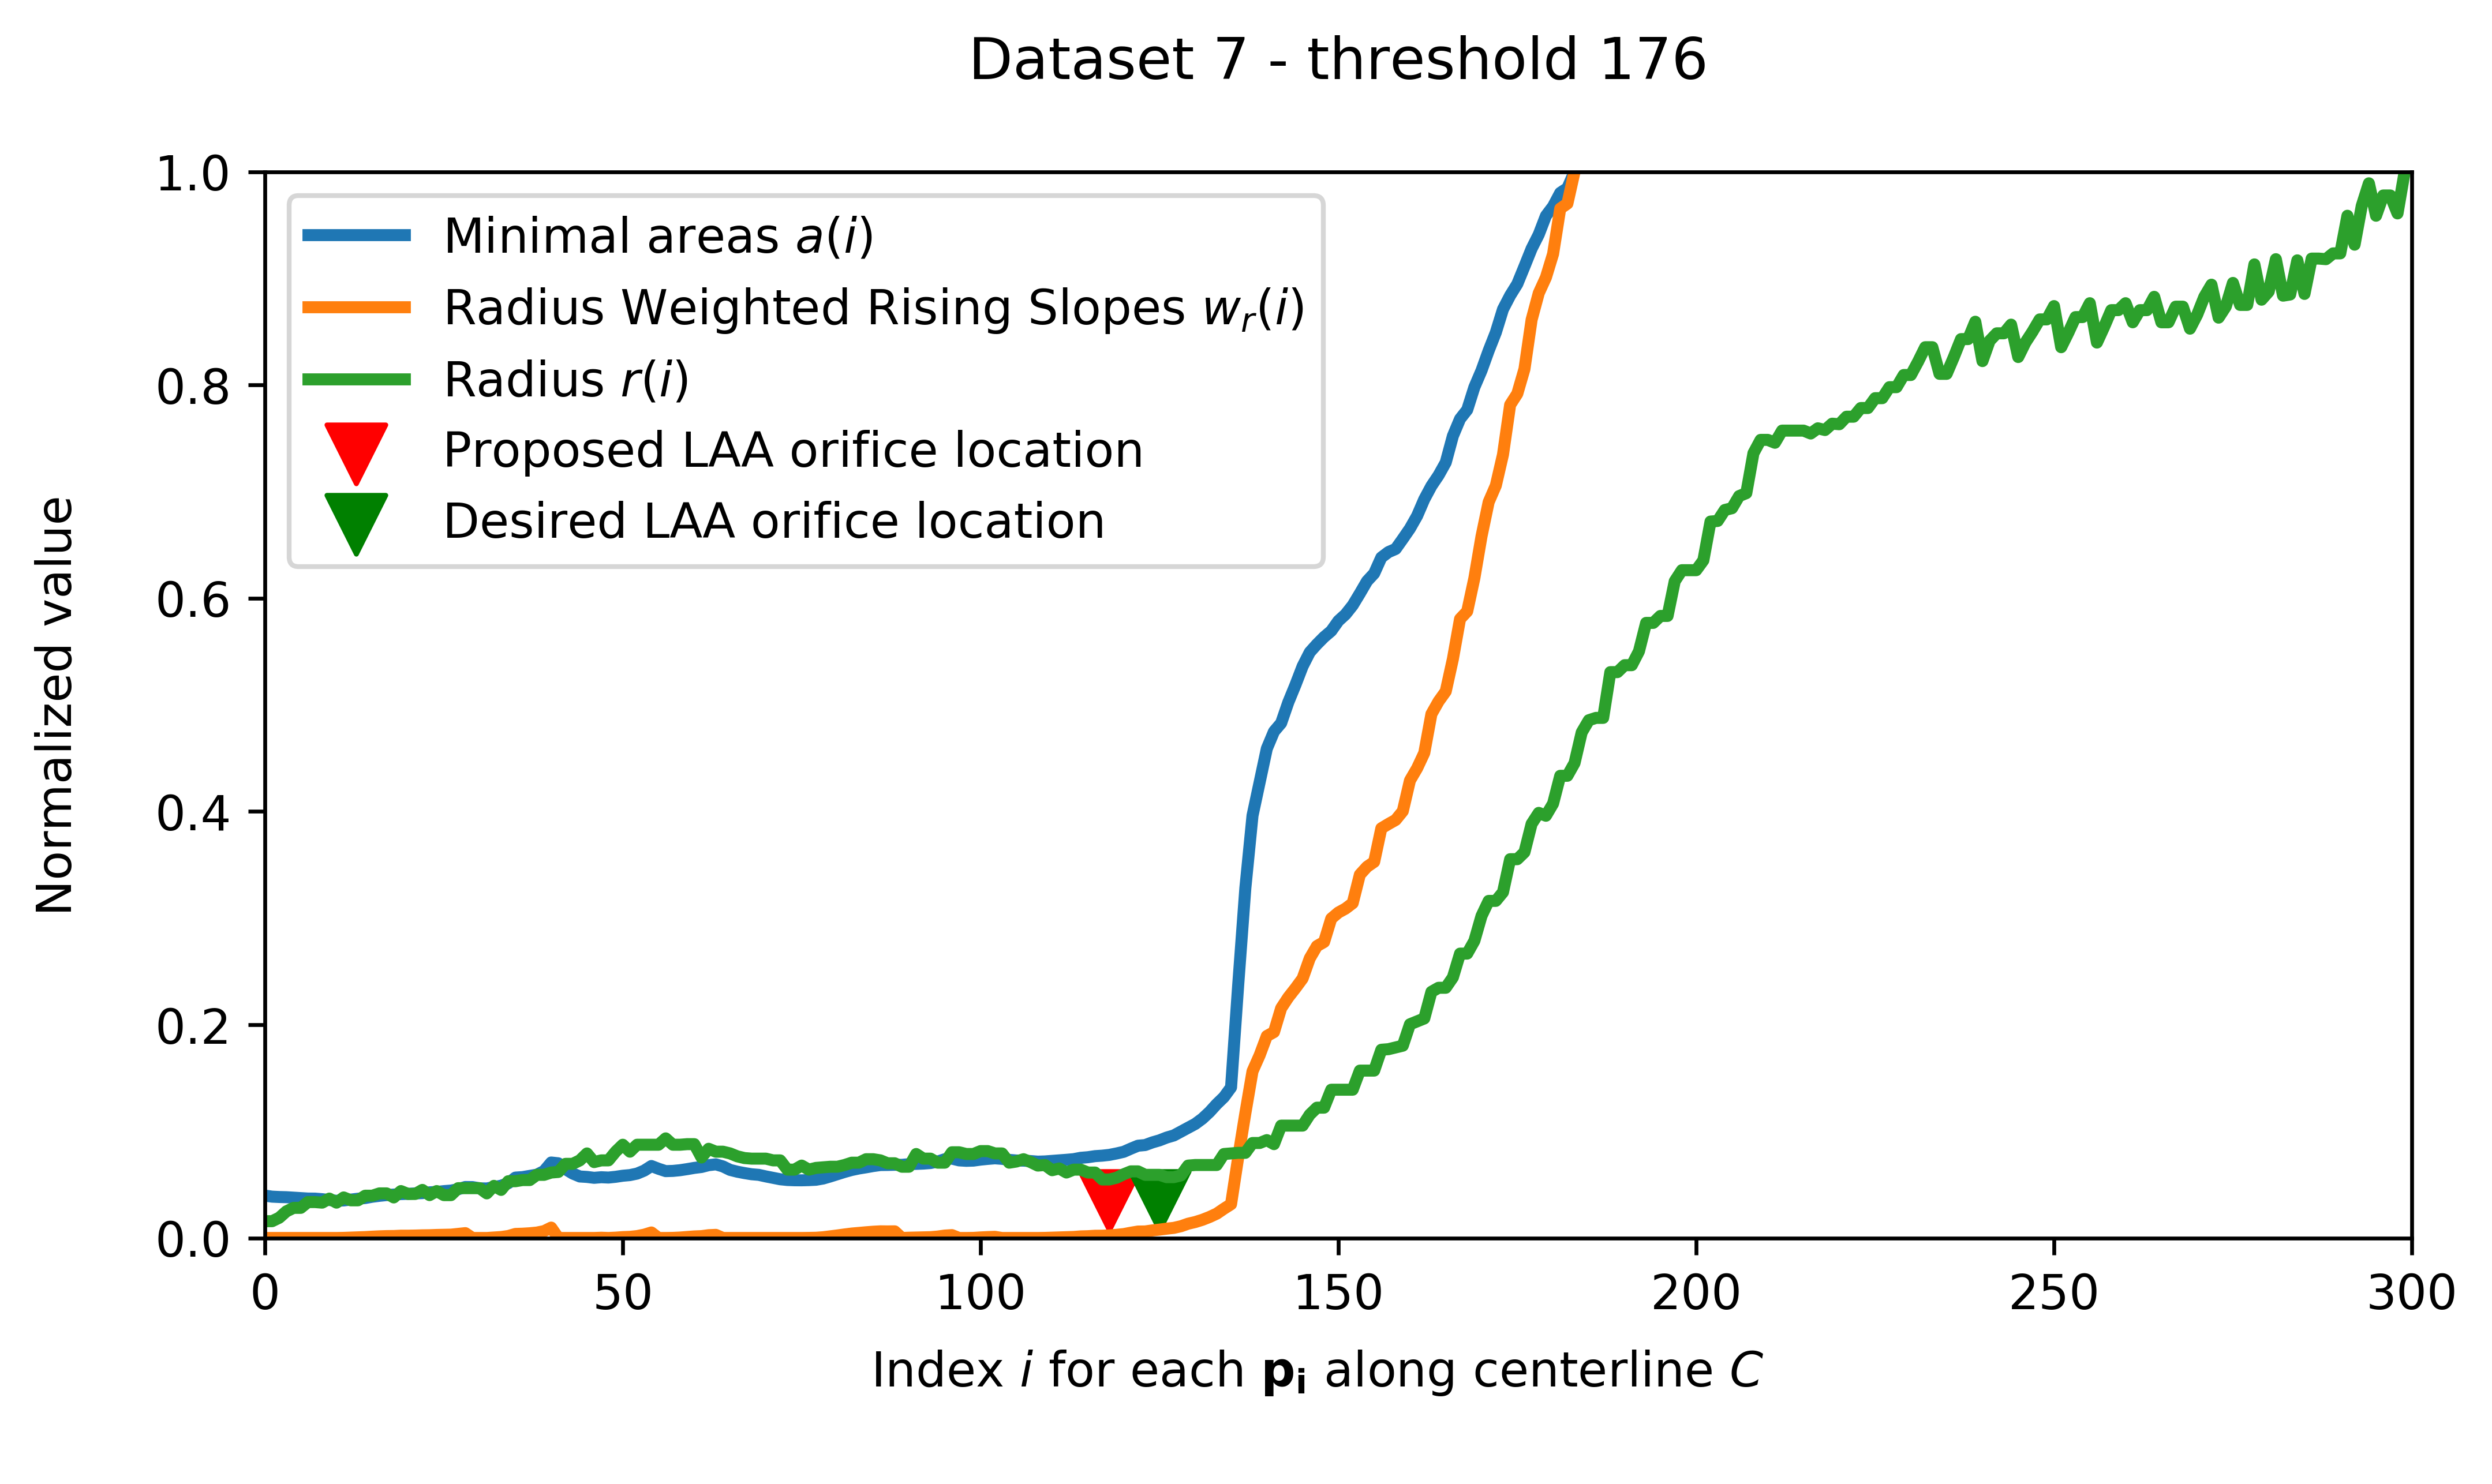 Dataset 7 - threshold 176
1.0
0.8
0.6
0.4
0.2
0.0
Normalized value
Minimal areas a(i)
Radius Weighted Rising Slopes wᵣ(i)
Radius r(i)
Proposed LAA orifice location
Desired LAA orifice location
0 50 100 150 200 250 300
Index i for each pᵢ along centerline C